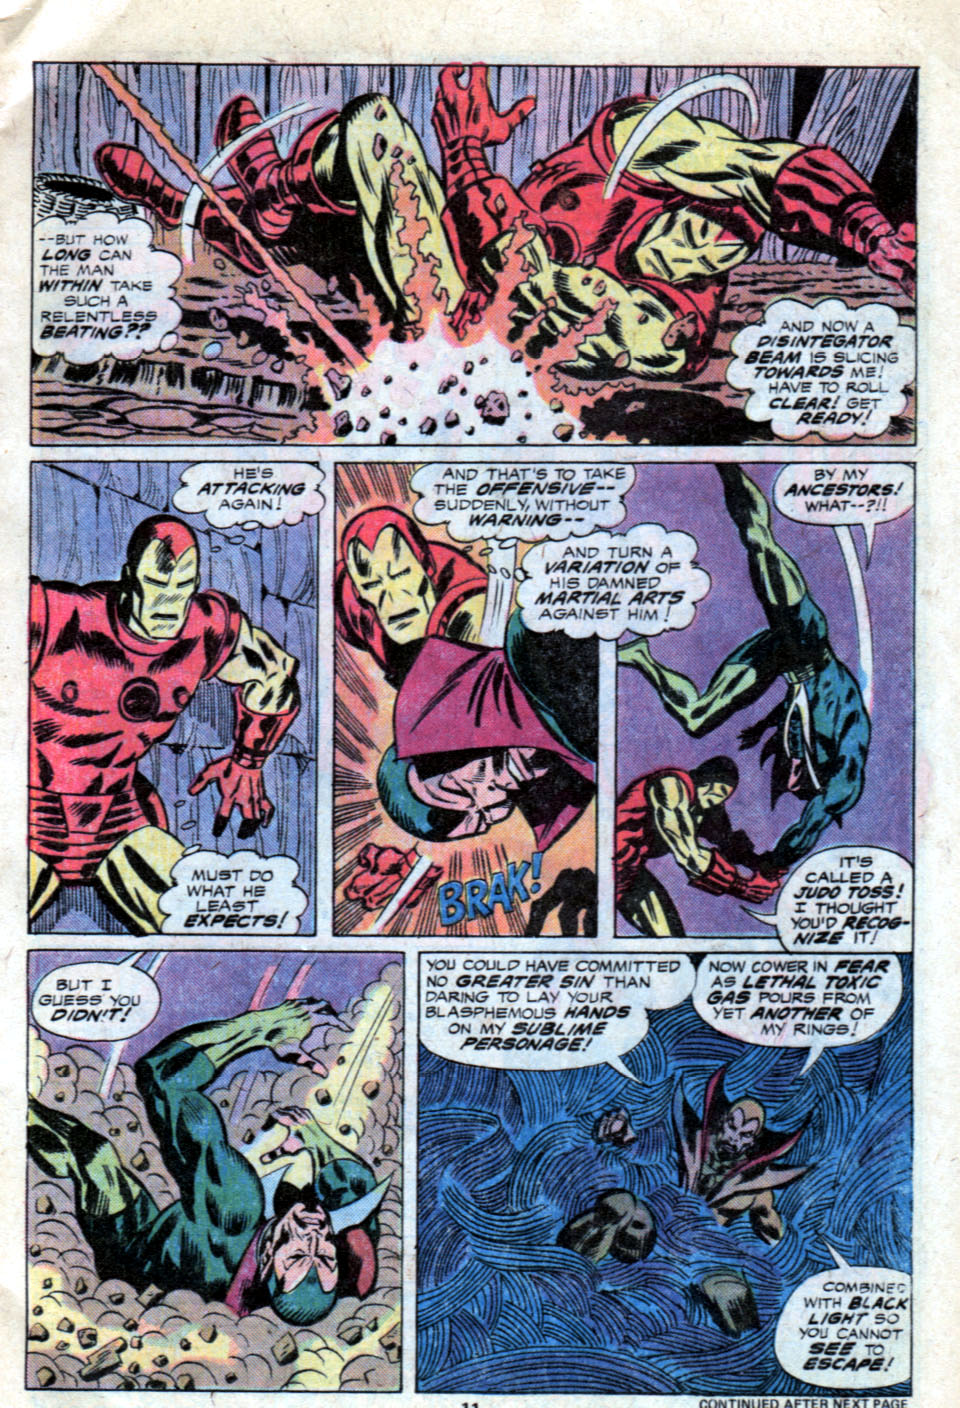 --BUT HOW
LONG CAN
THE MAN
WITHIN TAKE
SUCH A
RELENTLESS
BEATING??
AND NOW A
DISINTEGATOR
BEAM IS SLICING
TOWARDS ME!
HAVE TO ROLL
CLEAR! GET
READY!
HE'S
ATTACKING
AGAIN!
MUST DO
WHAT HE
LEAST
EXPECTS!
AND THAT'S TO TAKE
THE OFFENSIVE--
SUDDENLY, WITHOUT
WARNING--
AND TURN A
VARIATION OF
HIS DAMNED
MARTIAL ARTS
AGAINST HIM!
BRAK!
BY MY
ANCESTORS!
WHAT--?!!
IT'S
CALLED A
JUDO TOSS!
I THOUGHT
YOU'D RECOG-
NIZE IT!
BUT I
GUESS YOU
DIDN'T!
YOU COULD HAVE COMMITTED
NO GREATER SIN THAN
DARING TO LAY YOUR
BLASPHEMOUS HANDS
ON MY SUBLIME
PERSONAGE!
NOW COWER IN FEAR
AS LETHAL TOXIC
GAS POURS FROM
YET ANOTHER OF
MY RINGS!
COMBINED
WITH BLACK
LIGHT SO
YOU CANNOT
SEE TO
ESCAPE!
11
CONTINUED AFTER NEXT PAGE